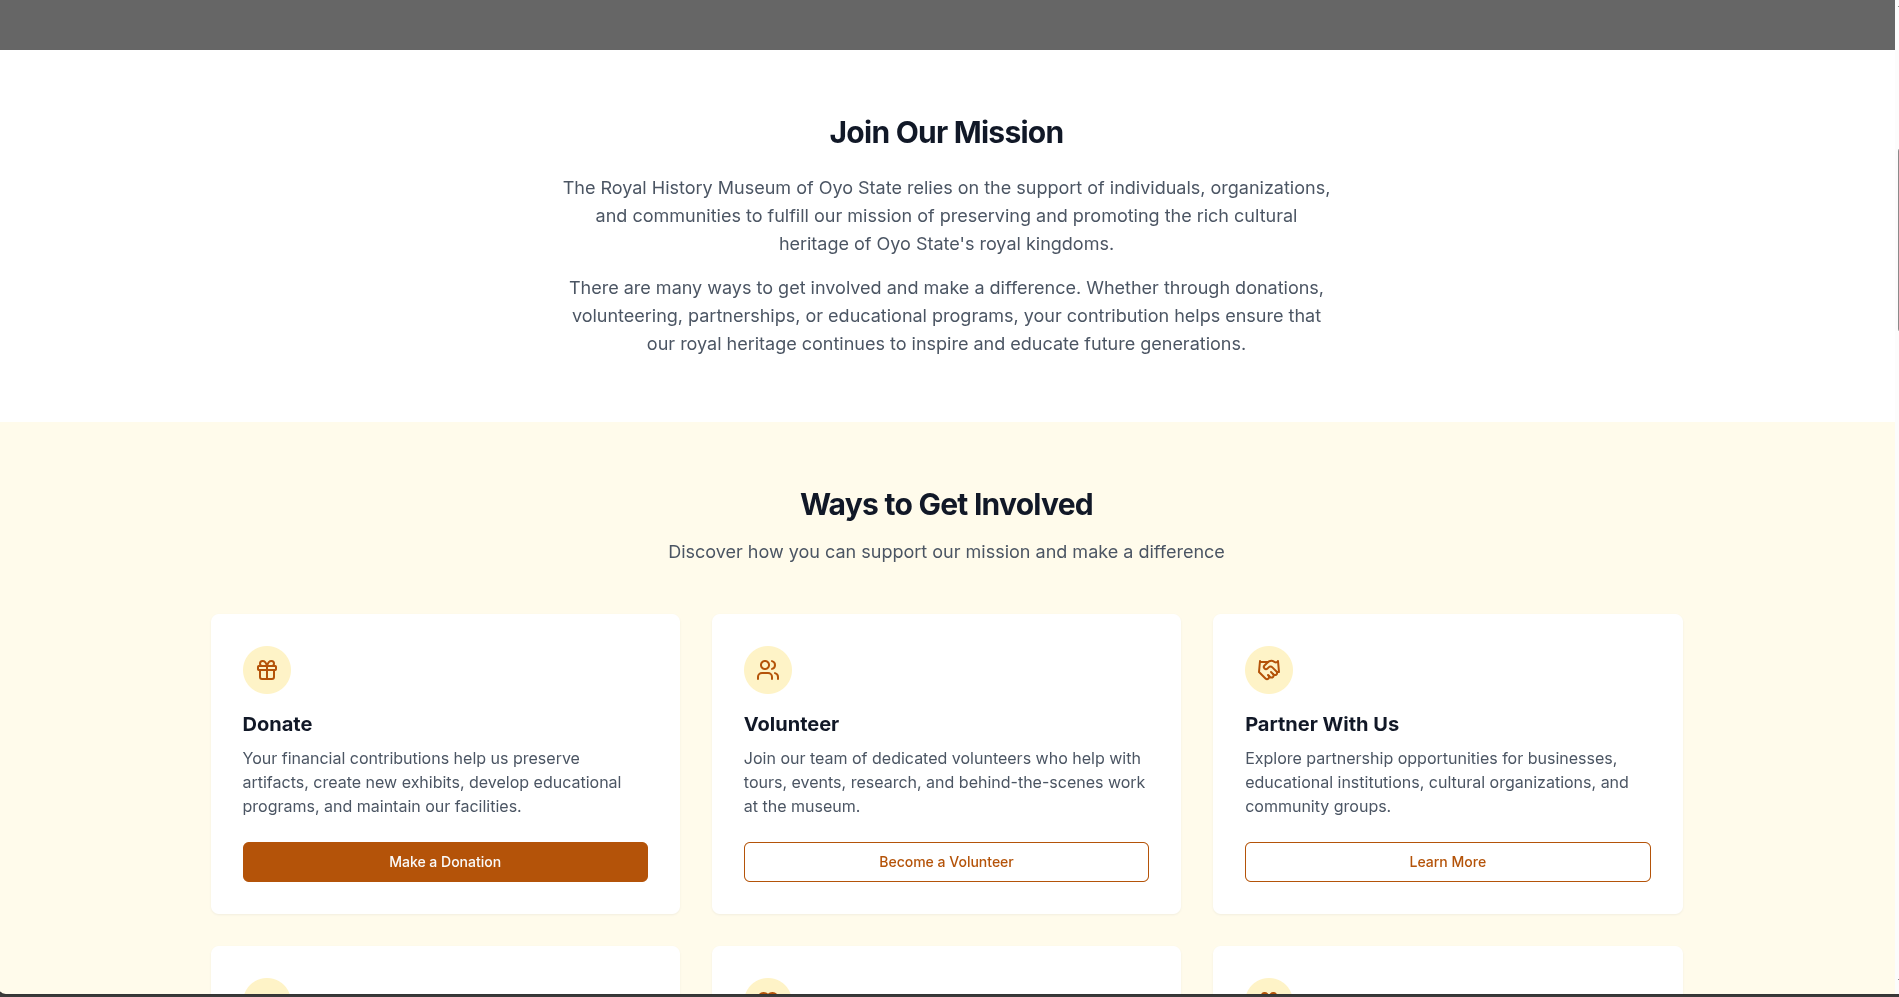 Join Our Mission
The Royal History Museum of Oyo State relies on the support of individuals, organizations,
and communities to fulfill our mission of preserving and promoting the rich cultural
heritage of Oyo State's royal kingdoms.
There are many ways to get involved and make a difference. Whether through donations,
volunteering, partnerships, or educational programs, your contribution helps ensure that
our royal heritage continues to inspire and educate future generations.
Ways to Get Involved
Discover how you can support our mission and make a difference
Donate
Your financial contributions help us preserve
artifacts, create new exhibits, develop educational
programs, and maintain our facilities.
Make a Donation
Volunteer
Join our team of dedicated volunteers who help with
tours, events, research, and behind-the-scenes work
at the museum.
Become a Volunteer
Partner With Us
Explore partnership opportunities for businesses,
educational institutions, cultural organizations, and
community groups.
Learn More